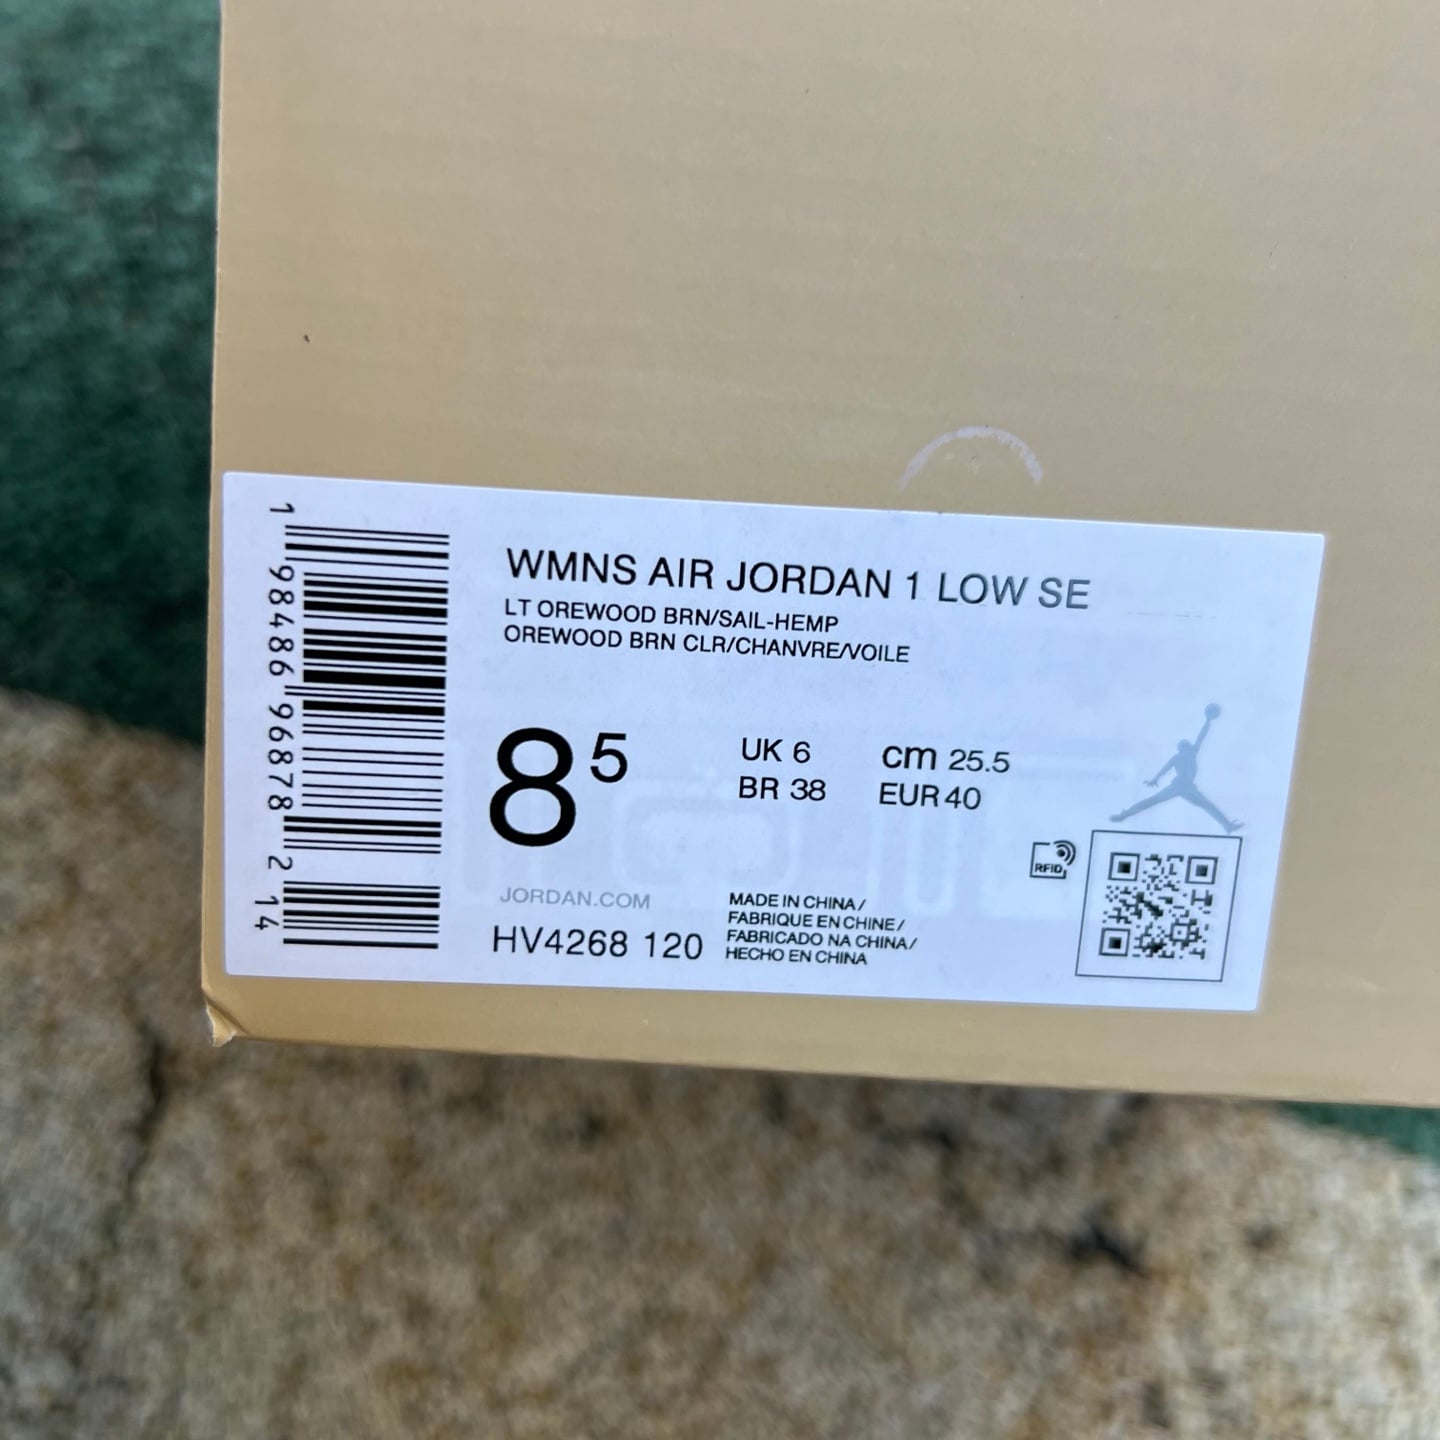 WMNS AIR JORDAN 1 LOW SE
LT OREWOOD BRN/SAIL-HEMP
OREWOOD BRN CLR/CHANVRE/VOILE
8 5
UK 6
cm 25.5
BR 38
EUR 40
RFID
JORDAN.COM
HV4268 120
MADE IN CHINA/
FABRIQUE EN CHINE/
FABRICADO NA CHINA/
HECHO EN CHINA
1 98486 96878 2 14